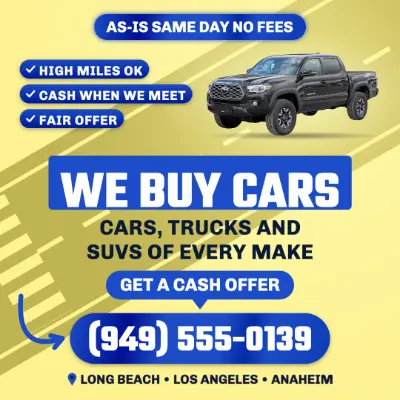 AS-IS SAME DAY NO FEES
HIGH MILES OK
CASH WHEN WE MEET
FAIR OFFER
WE BUY CARS
CARS, TRUCKS AND
SUVS OF EVERY MAKE
GET A CASH OFFER
(949) 555-0139
LONG BEACH • LOS ANGELES • ANAHEIM